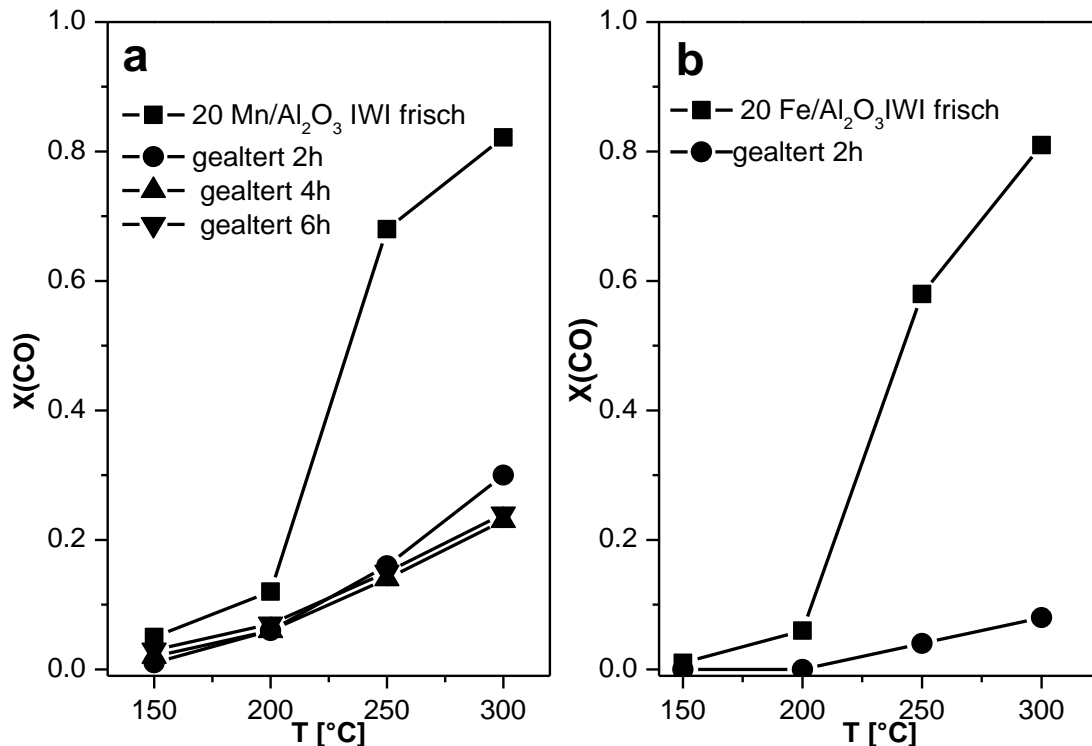 a
20 Mn/Al₂O₃ IWI frisch
gealtert 2h
gealtert 4h
gealtert 6h
X(CO)
1.0
0.8
0.6
0.4
0.2
0.0
150 200 250 300
T [°C]
b
20 Fe/Al₂O₃IWI frisch
gealtert 2h
X(CO)
1.0
0.8
0.6
0.4
0.2
0.0
150 200 250 300
T [°C]